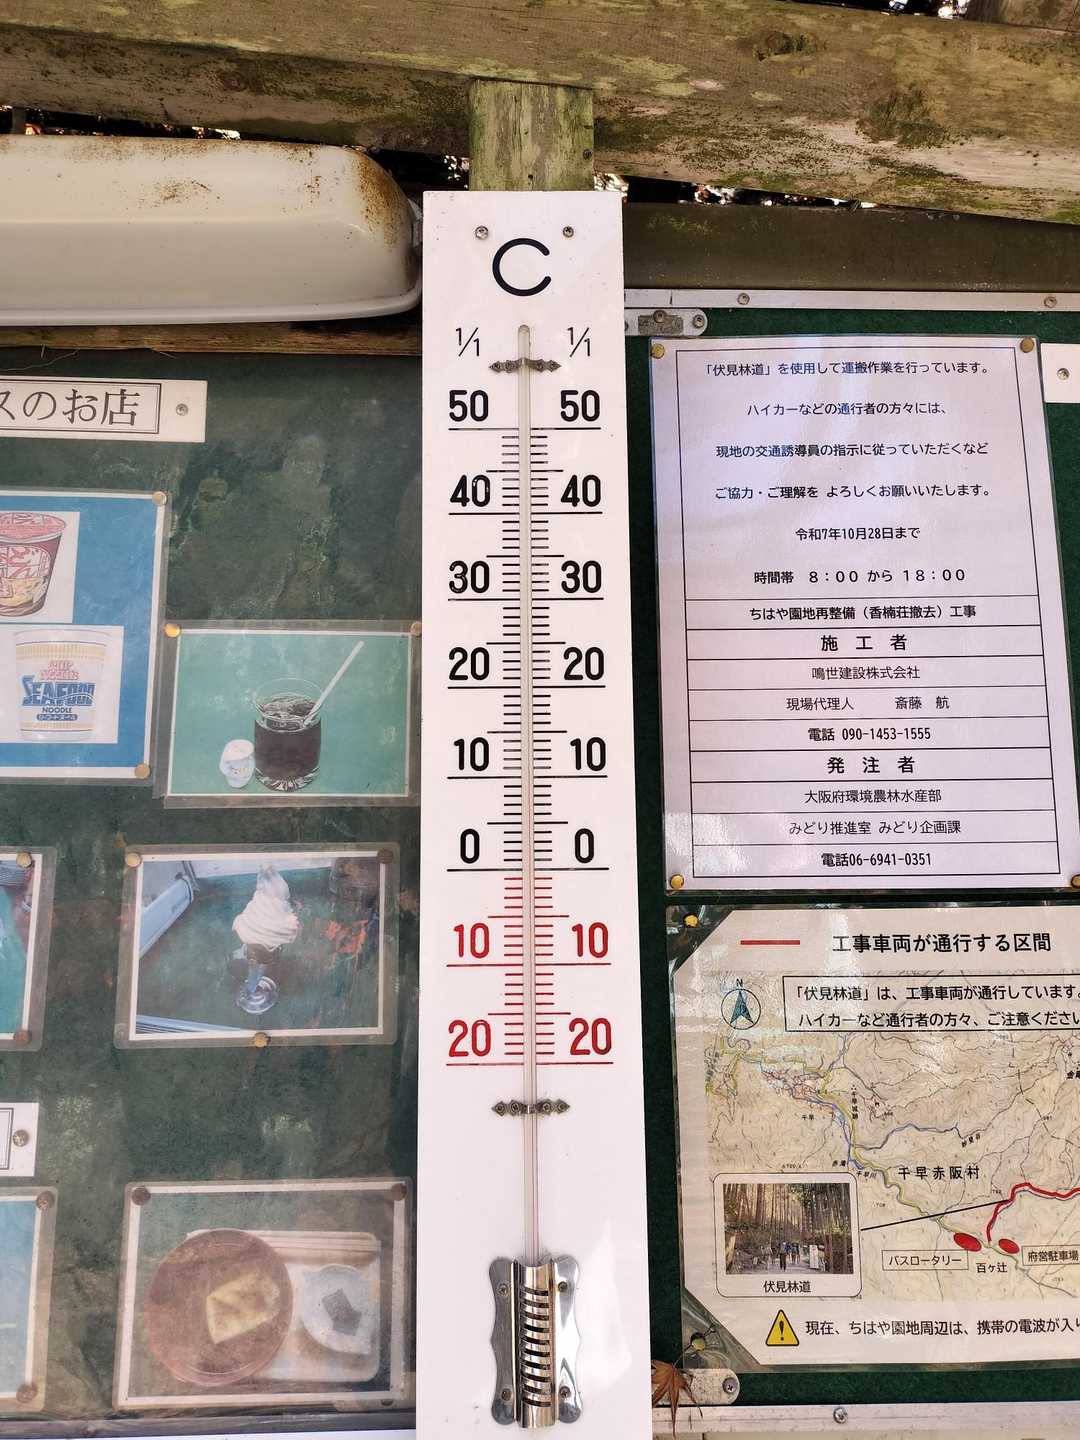 スのお店
CUP NOODLE
SEAFOOD
NOODLE
C
1/1 1/1
50 50
40 40
30 30
20 20
10 10
0 0
10 10
20 20
「伏見林道」を使用して運搬作業を行っています。
ハイカーなどの通行者の方々には、
現地の交通誘導員の指示に従っていただくなど
ご協力・ご理解を よろしくお願いいたします。
令和7年10月28日まで
時間帯 8：00 から 18：00
ちはや園地再整備（香楠荘撤去）工事
施 工 者
鳴世建設株式会社
現場代理人 斎藤 航
電話 090-1453-1555
発 注 者
大阪府環境農林水産部
みどり推進室 みどり企画課
電話06-6941-0351
工事車両が通行する区間
N
「伏見林道」は、工事車両が通行しています。
ハイカーなど通行者の方々、ご注意ください
千早城跡
千早
千早川
千早赤阪村
バスロータリー
百ヶ辻
府営駐車場
伏見林道
現在、ちはや園地周辺は、携帯の電波が入り